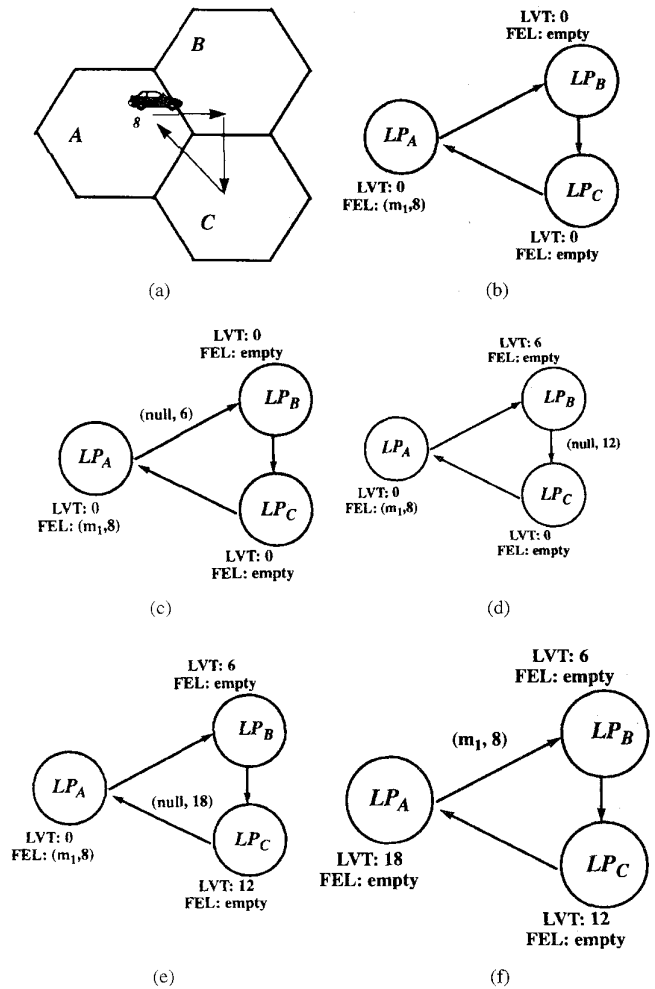 B
A
8
C
(a)
LVT: 0
FEL: empty
LP_B
LP_A
LVT: 0
FEL: (m₁,8)
LP_C
LVT: 0
FEL: empty
(b)
LVT: 0
FEL: empty
LP_B
(null, 6)
LP_A
LVT: 0
FEL: (m₁,8)
LP_C
LVT: 0
FEL: empty
(c)
LVT: 6
FEL: empty
LP_B
(null, 12)
LP_A
LVT: 0
FEL: (m₁,8)
LP_C
LVT: 0
FEL: empty
(d)
LVT: 6
FEL: empty
LP_B
LP_A
(null, 18)
LVT: 0
FEL: (m₁,8)
LP_C
LVT: 12
FEL: empty
(e)
LVT: 6
FEL: empty
LP_B
(m₁, 8)
LP_A
LVT: 18
FEL: empty
LP_C
LVT: 12
FEL: empty
(f)